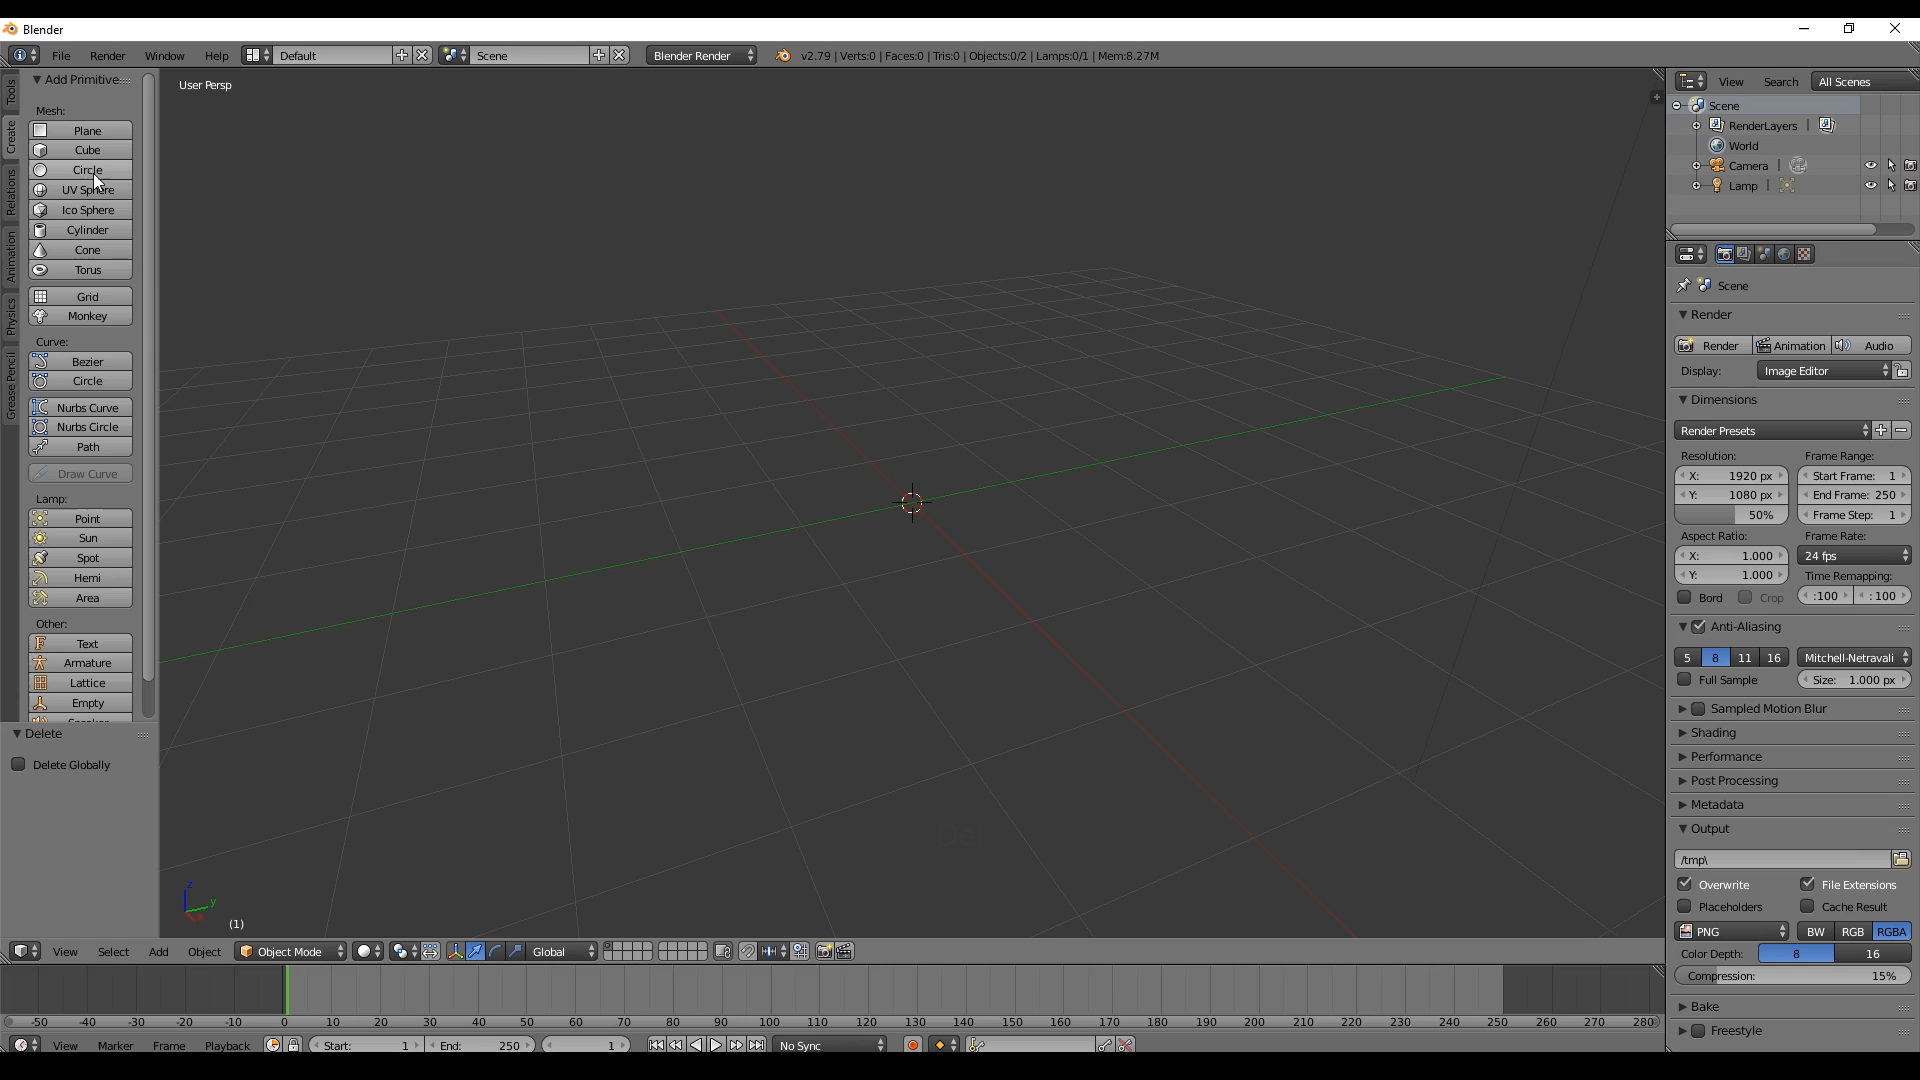 Blender
File Render Window Help Default Scene Blender Render v2.79 | Verts:0 | Faces:0 | Tris:0 | Objects:0/2 | Lamps:0/1 | Mem:8.27M
Tools
Create
Relations
Animation
Physics
Grease Pencil
Add Primitive
Mesh:
Plane
Cube
Circle
UV Sphere
Ico Sphere
Cylinder
Cone
Torus
Grid
Monkey
Curve:
Bezier
Circle
Nurbs Curve
Nurbs Circle
Path
Draw Curve
Lamp:
Point
Sun
Spot
Hemi
Area
Other:
Text
Armature
Lattice
Empty
Delete
Delete Globally
User Persp
z
y
x
(1)
View Select Add Object Object Mode Global
-50 -40 -30 -20 -10 0 10 20 30 40 50 60 70 80 90 100 110 120 130 140 150 160 170 180 190 200 210 220 230 240 250 260 270 280
View Marker Frame Playback Start: 1 End: 250 1 No Sync
View Search All Scenes
Scene
RenderLayers |
World
Camera |
Lamp |
Scene
Render
Render Animation Audio
Display: Image Editor
Dimensions
Render Presets
Resolution: Frame Range:
X: 1920 px Start Frame: 1
Y: 1080 px End Frame: 250
50% Frame Step: 1
Aspect Ratio: Frame Rate:
X: 1.000 24 fps
Y: 1.000 Time Remapping:
Bord Crop :100 : 100
Anti-Aliasing
5 8 11 16 Mitchell-Netravali
Full Sample Size: 1.000 px
Sampled Motion Blur
Shading
Performance
Post Processing
Metadata
Output
/tmp\
Overwrite File Extensions
Placeholders Cache Result
PNG BW RGB RGBA
Color Depth: 8 16
Compression: 15%
Bake
Freestyle